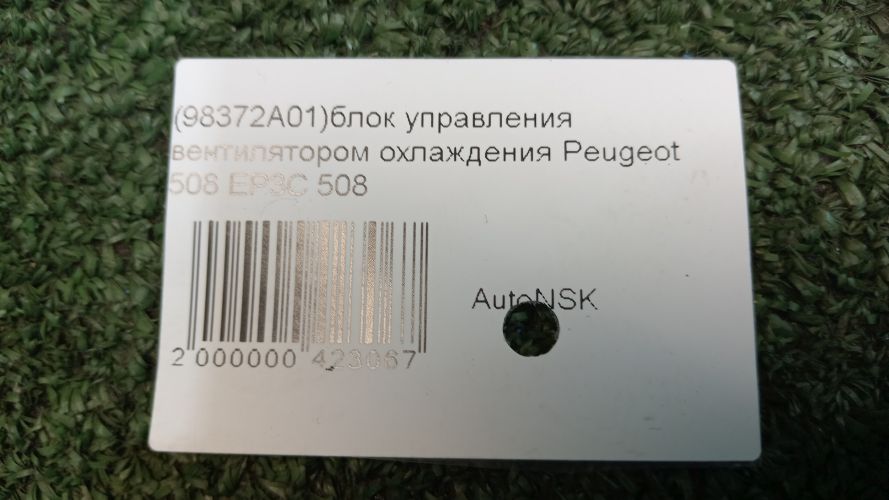 (98372A01)блок управления
вентилятором охлаждения Peugeot
508 EP3C 508
AutoNSK
2 000000 423067